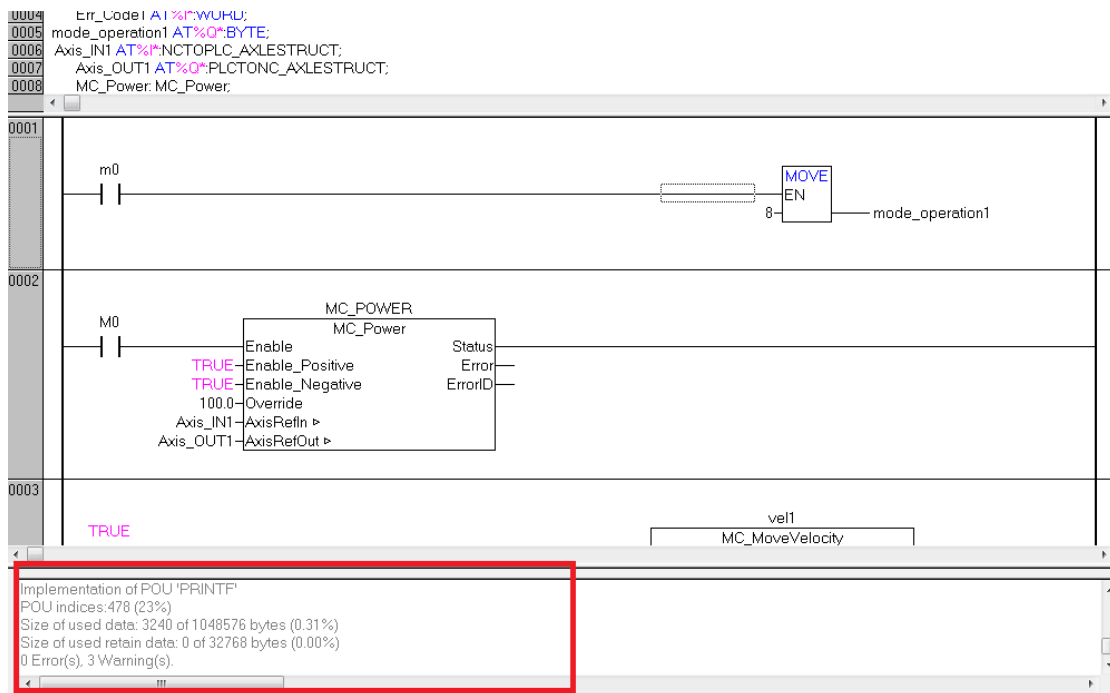 0004 Err_Code1 AT%I*:WORD;
0005 mode_operation1 AT%Q*:BYTE;
0006 Axis_IN1 AT%I*:NCTOPLC_AXLESTRUCT;
0007 Axis_OUT1 AT%Q*:PLCTONC_AXLESTRUCT;
0008 MC_Power: MC_Power;
0001
m0
MOVE
EN
8
mode_operation1
0002
MC_POWER
M0
MC_Power
Enable Status
TRUE Enable_Positive Error
TRUE Enable_Negative ErrorID
100.0 Override
Axis_IN1 AxisRefIn ▹
Axis_OUT1 AxisRefOut ▹
0003
vel1
TRUE
MC_MoveVelocity
Implementation of POU 'PRINTF'
POU indices:478 (23%)
Size of used data: 3240 of 1048576 bytes (0.31%)
Size of used retain data: 0 of 32768 bytes (0.00%)
0 Error(s), 3 Warning(s).